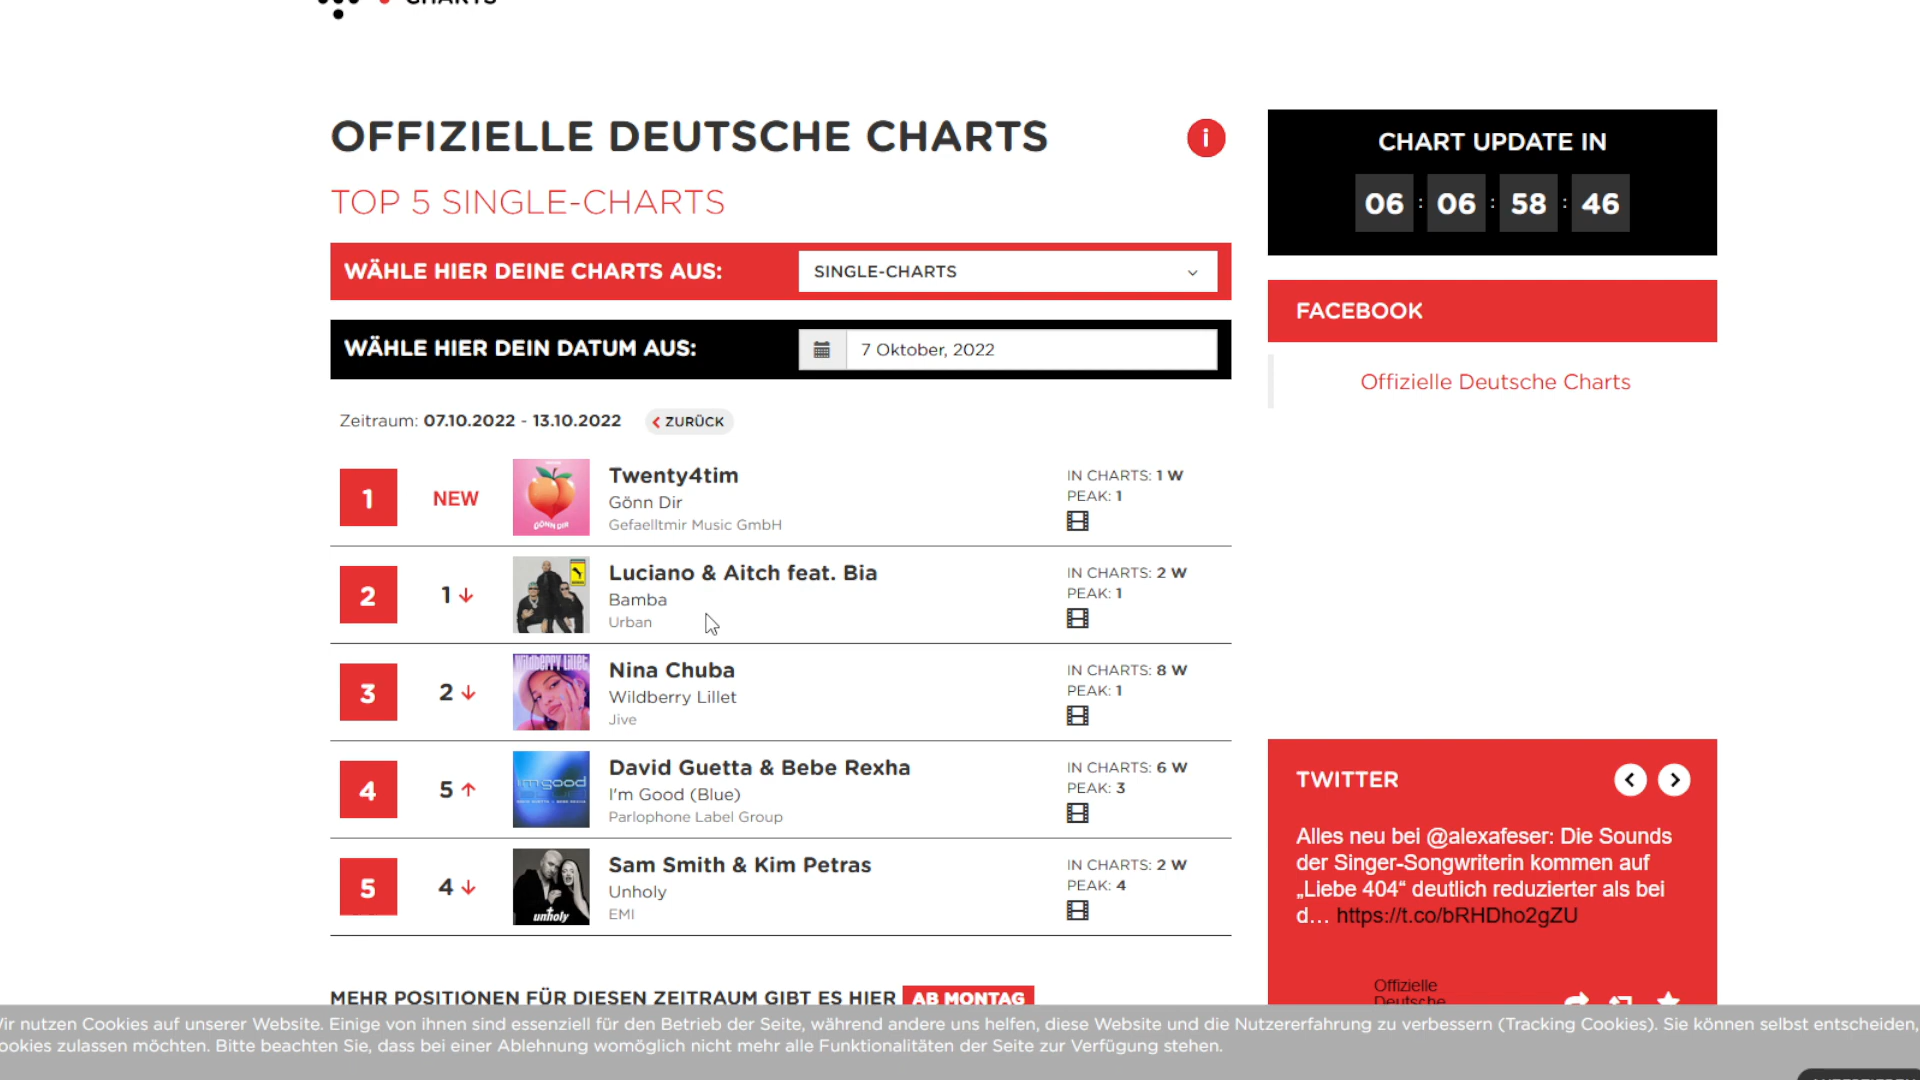 CHARTS
OFFIZIELLE DEUTSCHE CHARTS
i
TOP 5 SINGLE-CHARTS
WÄHLE HIER DEINE CHARTS AUS:
SINGLE-CHARTS
WÄHLE HIER DEIN DATUM AUS:
7 Oktober, 2022
Zeitraum: 07.10.2022 - 13.10.2022
ZURÜCK
1
NEW
GÖNN DIR
Twenty4tim
Gönn Dir
Gefaelltmir Music GmbH
IN CHARTS: 1 W
PEAK: 1
2
1
Luciano & Aitch feat. Bia
Bamba
Urban
IN CHARTS: 2 W
PEAK: 1
3
2
Wildberry Lillet
Nina Chuba
Wildberry Lillet
Jive
IN CHARTS: 8 W
PEAK: 1
4
5
i'm good
David Guetta & Bebe Rexha
I'm Good (Blue)
Parlophone Label Group
IN CHARTS: 6 W
PEAK: 3
5
4
unholy
Sam Smith & Kim Petras
Unholy
EMI
IN CHARTS: 2 W
PEAK: 4
MEHR POSITIONEN FÜR DIESEN ZEITRAUM GIBT ES HIER AB MONTAG
CHART UPDATE IN
06 : 06 : 58 : 46
FACEBOOK
Offizielle Deutsche Charts
TWITTER
Alles neu bei @alexafeser: Die Sounds
der Singer-Songwriterin kommen auf
„Liebe 404“ deutlich reduzierter als bei
d… https://t.co/bRHDho2gZU
Offizielle
Deutsche
ir nutzen Cookies auf unserer Website. Einige von ihnen sind essenziell für den Betrieb der Seite, während andere uns helfen, diese Website und die Nutzererfahrung zu verbessern (Tracking Cookies). Sie können selbst entscheiden,
ookies zulassen möchten. Bitte beachten Sie, dass bei einer Ablehnung womöglich nicht mehr alle Funktionalitäten der Seite zur Verfügung stehen.